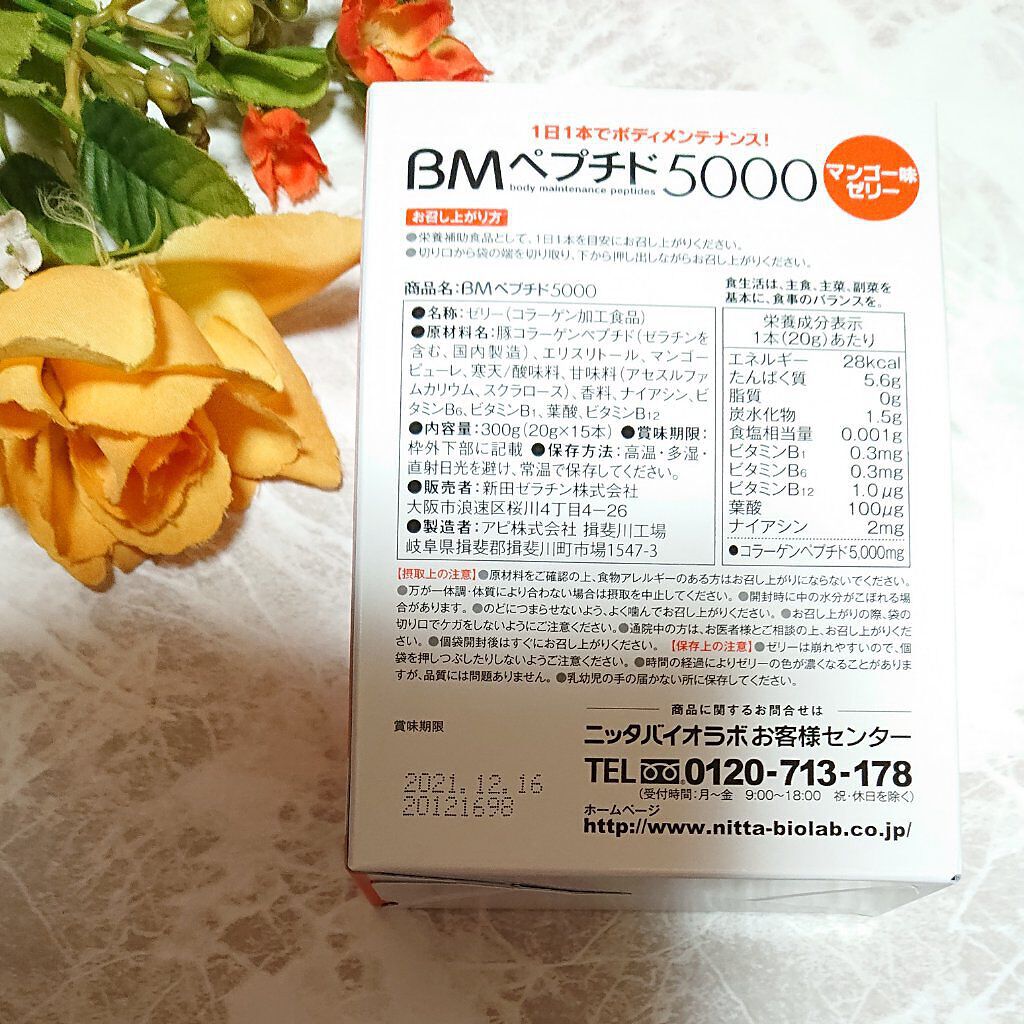 1日1本でボディメンテナンス!
BMペプチド5000
body maintenance peptides
マンゴー味
ゼリー
お召し上がり方
●栄養補助食品として、1日1本を目安にお召し上がりください。
●切り口から袋の端を切り取り、下から押し出しながらお召し上がりください。
商品名:BMペプチド5000
●名称:ゼリー(コラーゲン加工食品)
●原材料名:豚コラーゲンペプチド(ゼラチンを
含む、国内製造)、エリスリトール、マンゴー
ピューレ、寒天/酸味料、甘味料(アセスルファ
ムカリウム、スクラロース)、香料、ナイアシン、ビ
タミンB6、ビタミンB1、葉酸、ビタミンB12
●内容量:300g(20g×15本) ●賞味期限:
枠外下部に記載 ●保存方法:高温・多湿・
直射日光を避け、常温で保存してください。
●販売者:新田ゼラチン株式会社
大阪市浪速区桜川4丁目4-26
●製造者:アピ株式会社 揖斐川工場
岐阜県揖斐郡揖斐川町市場1547-3
食生活は、主食、主菜、副菜を
基本に、食事のバランスを。
栄養成分表示
1本(20g)あたり
エネルギー 28kcal
たんぱく質 5.6g
脂質 0g
炭水化物 1.5g
食塩相当量 0.001g
ビタミンB1 0.3mg
ビタミンB6 0.3mg
ビタミンB12 1.0μg
葉酸 100μg
ナイアシン 2mg
●コラーゲンペプチド5,000mg
【摂取上の注意】●原材料をご確認の上、食物アレルギーのある方はお召し上がりにならないでください。
●万が一体調・体質により合わない場合は摂取を中止してください。●開封時に中の水分がこぼれる場
合があります。●のどにつまらせないよう、よく噛んでお召し上がりください。●お召し上がりの際、袋の
切り口でケガをしないようにご注意ください。●通院中の方は、お医者様とご相談の上、お召し上がりくだ
さい。●個袋開封後はすぐにお召し上がりください。【保存上の注意】●ゼリーは崩れやすいので、個
袋を押しつぶしたりしないようご注意ください。●時間の経過によりゼリーの色が濃くなることがありま
すが、品質には問題ありません。●乳幼児の手の届かない所に保存してください。
賞味期限
2021.12.16
20121698
商品に関するお問合せは
ニッタバイオラボお客様センター
TEL 0120-713-178
(受付時間:月〜金 9:00〜18:00 祝・休日を除く)
ホームページ
http://www.nitta-biolab.co.jp/